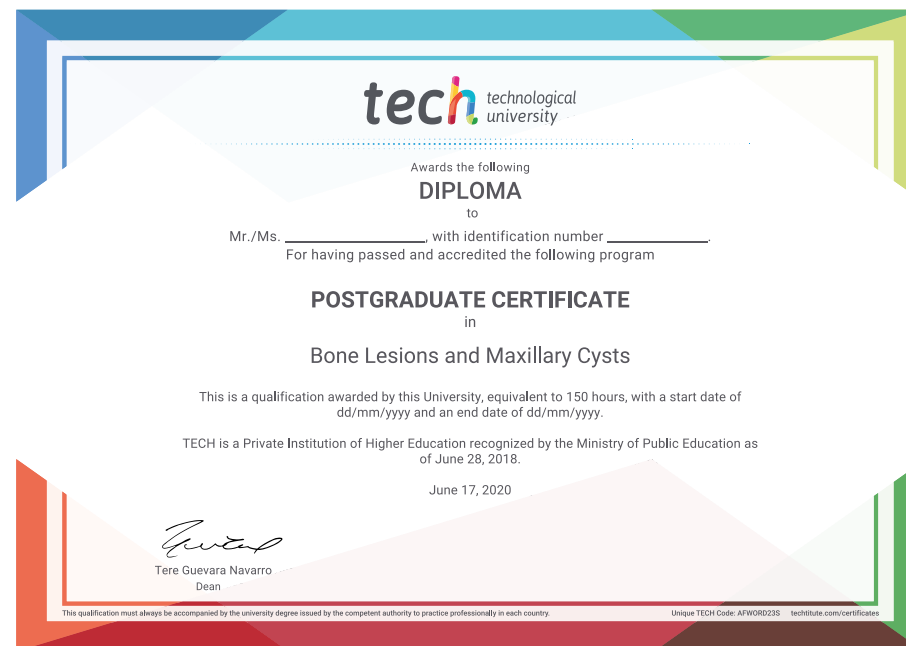 tech technological
university
Awards the following
DIPLOMA
to
Mr./Ms. ____________________, with identification number ______________.
For having passed and accredited the following program
POSTGRADUATE CERTIFICATE
in
Bone Lesions and Maxillary Cysts
This is a qualification awarded by this University, equivalent to 150 hours, with a start date of
dd/mm/yyyy and an end date of dd/mm/yyyy.
TECH is a Private Institution of Higher Education recognized by the Ministry of Public Education as
of June 28, 2018.
June 17, 2020
Tere Guevara Navarro
Dean
This qualification must always be accompanied by the university degree issued by the competent authority to practice professionally in each country. Unique TECH Code: AFWORD23S techtitute.com/certificates